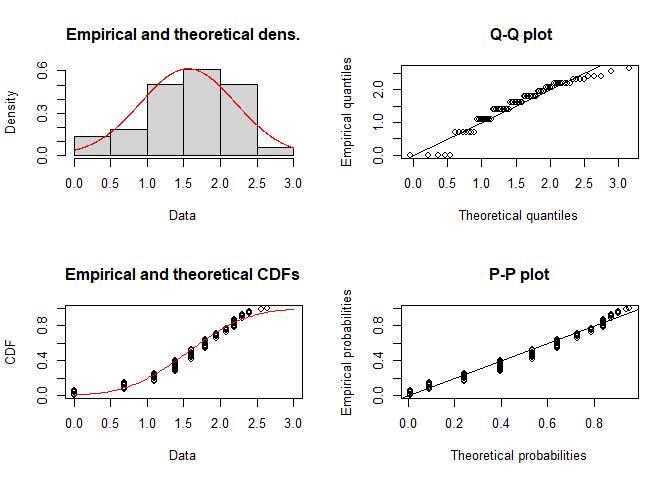 Empirical and theoretical dens.
Density
0.0 0.3 0.6
0.0 0.5 1.0 1.5 2.0 2.5 3.0
Data
Q-Q plot
Empirical quantiles
0.0 1.0 2.0
0.0 0.5 1.0 1.5 2.0 2.5 3.0
Theoretical quantiles
Empirical and theoretical CDFs
CDF
0.0 0.4 0.8
0.0 0.5 1.0 1.5 2.0 2.5 3.0
Data
P-P plot
Empirical probabilities
0.0 0.4 0.8
0.0 0.2 0.4 0.6 0.8
Theoretical probabilities